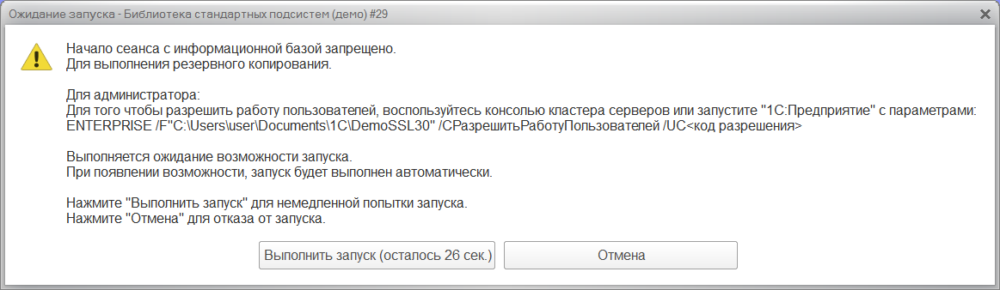 Ожидание запуска - Библиотека стандартных подсистем (демо) #29
Начало сеанса с информационной базой запрещено.
Для выполнения резервного копирования.
Для администратора:
Для того чтобы разрешить работу пользователей, воспользуйтесь консолью кластера серверов или запустите "1С:Предприятие" с параметрами:
ENTERPRISE /F"C:\Users\user\Documents\1C\DemoSSL30" /CРазрешитьРаботуПользователей /UC<код разрешения>
Выполняется ожидание возможности запуска.
При появлении возможности, запуск будет выполнен автоматически.
Нажмите "Выполнить запуск" для немедленной попытки запуска.
Нажмите "Отмена" для отказа от запуска.
Выполнить запуск (осталось 26 сек.) Отмена